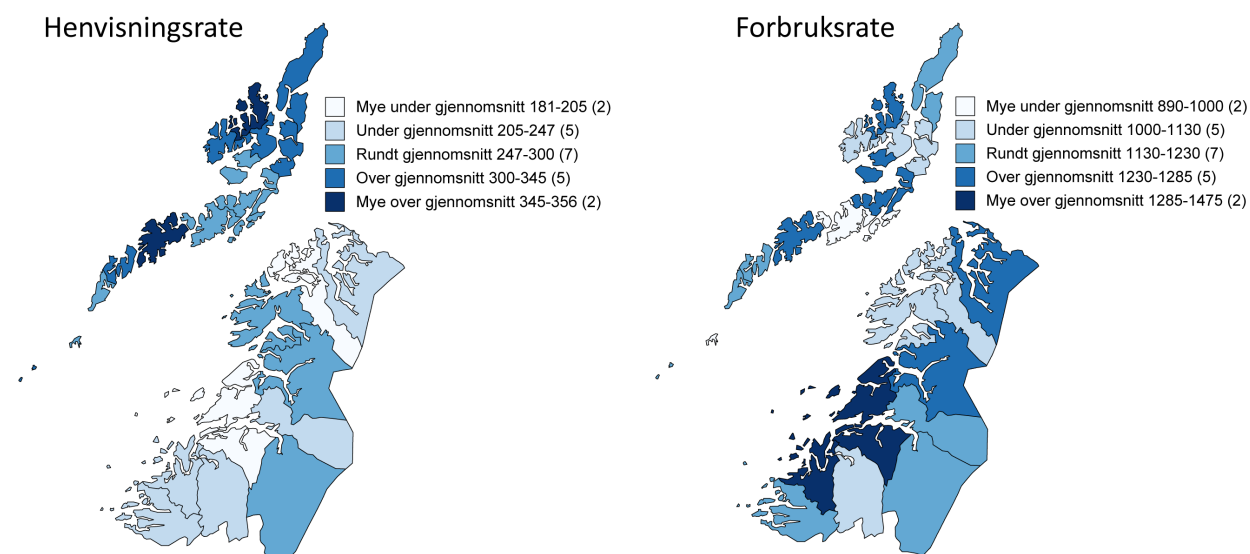 Henvisningsrate
Mye under gjennomsnitt 181-205 (2)
Under gjennomsnitt 205-247 (5)
Rundt gjennomsnitt 247-300 (7)
Over gjennomsnitt 300-345 (5)
Mye over gjennomsnitt 345-356 (2)
Forbruksrate
Mye under gjennomsnitt 890-1000 (2)
Under gjennomsnitt 1000-1130 (5)
Rundt gjennomsnitt 1130-1230 (7)
Over gjennomsnitt 1230-1285 (5)
Mye over gjennomsnitt 1285-1475 (2)